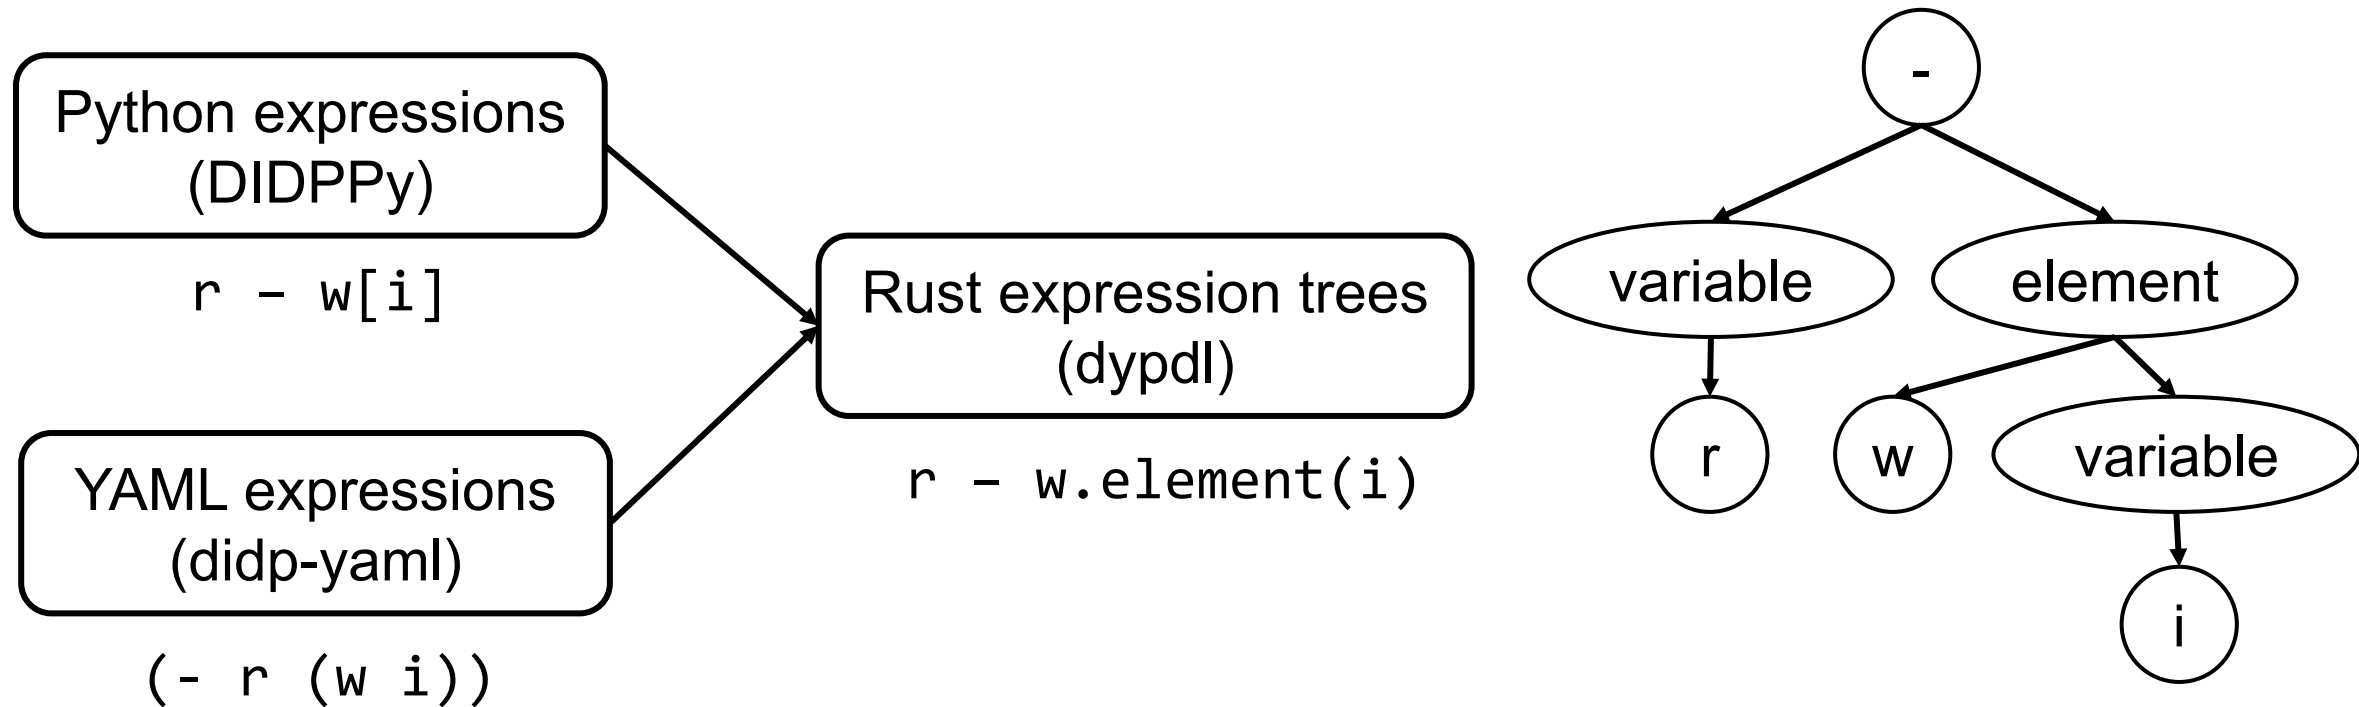 Python expressions
(DIDPPy)
r – w[i]
YAML expressions
(didp-yaml)
(- r (w i))
Rust expression trees
(dypdl)
r – w.element(i)
-
variable
element
r
w
variable
i